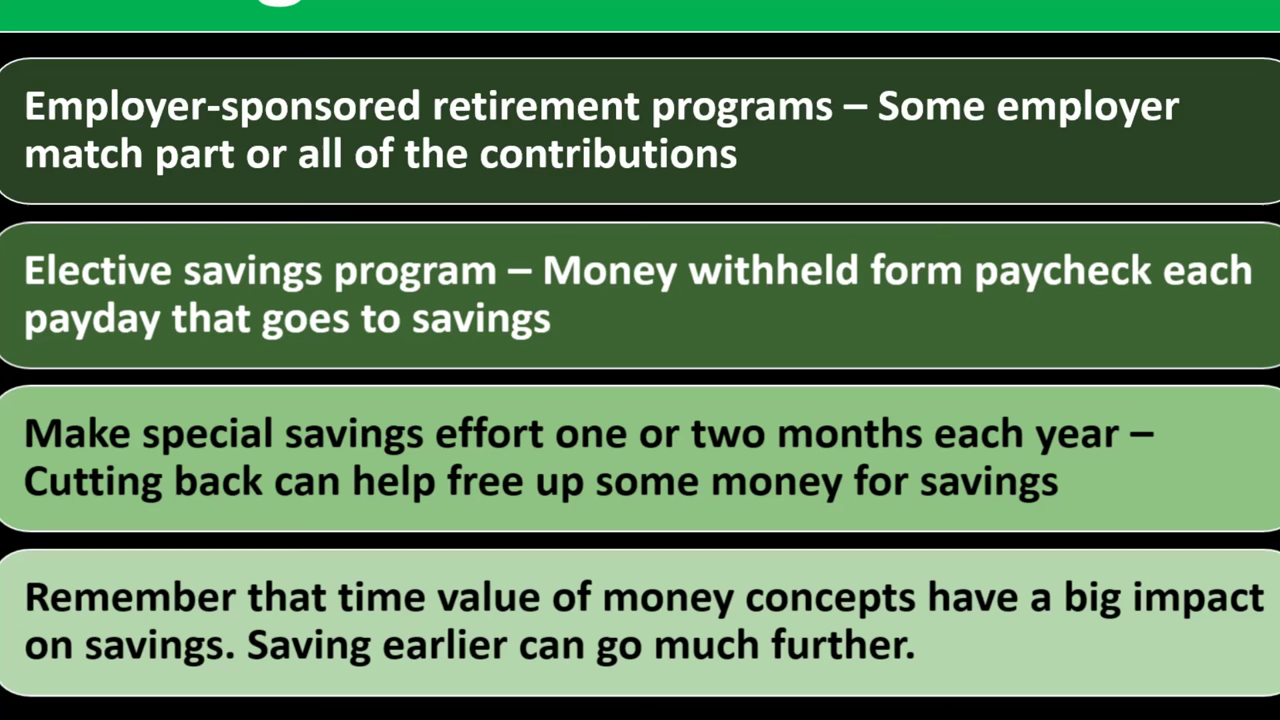 Employer-sponsored retirement programs – Some employer
match part or all of the contributions
Elective savings program – Money withheld form paycheck each
payday that goes to savings
Make special savings effort one or two months each year –
Cutting back can help free up some money for savings
Remember that time value of money concepts have a big impact
on savings. Saving earlier can go much further.